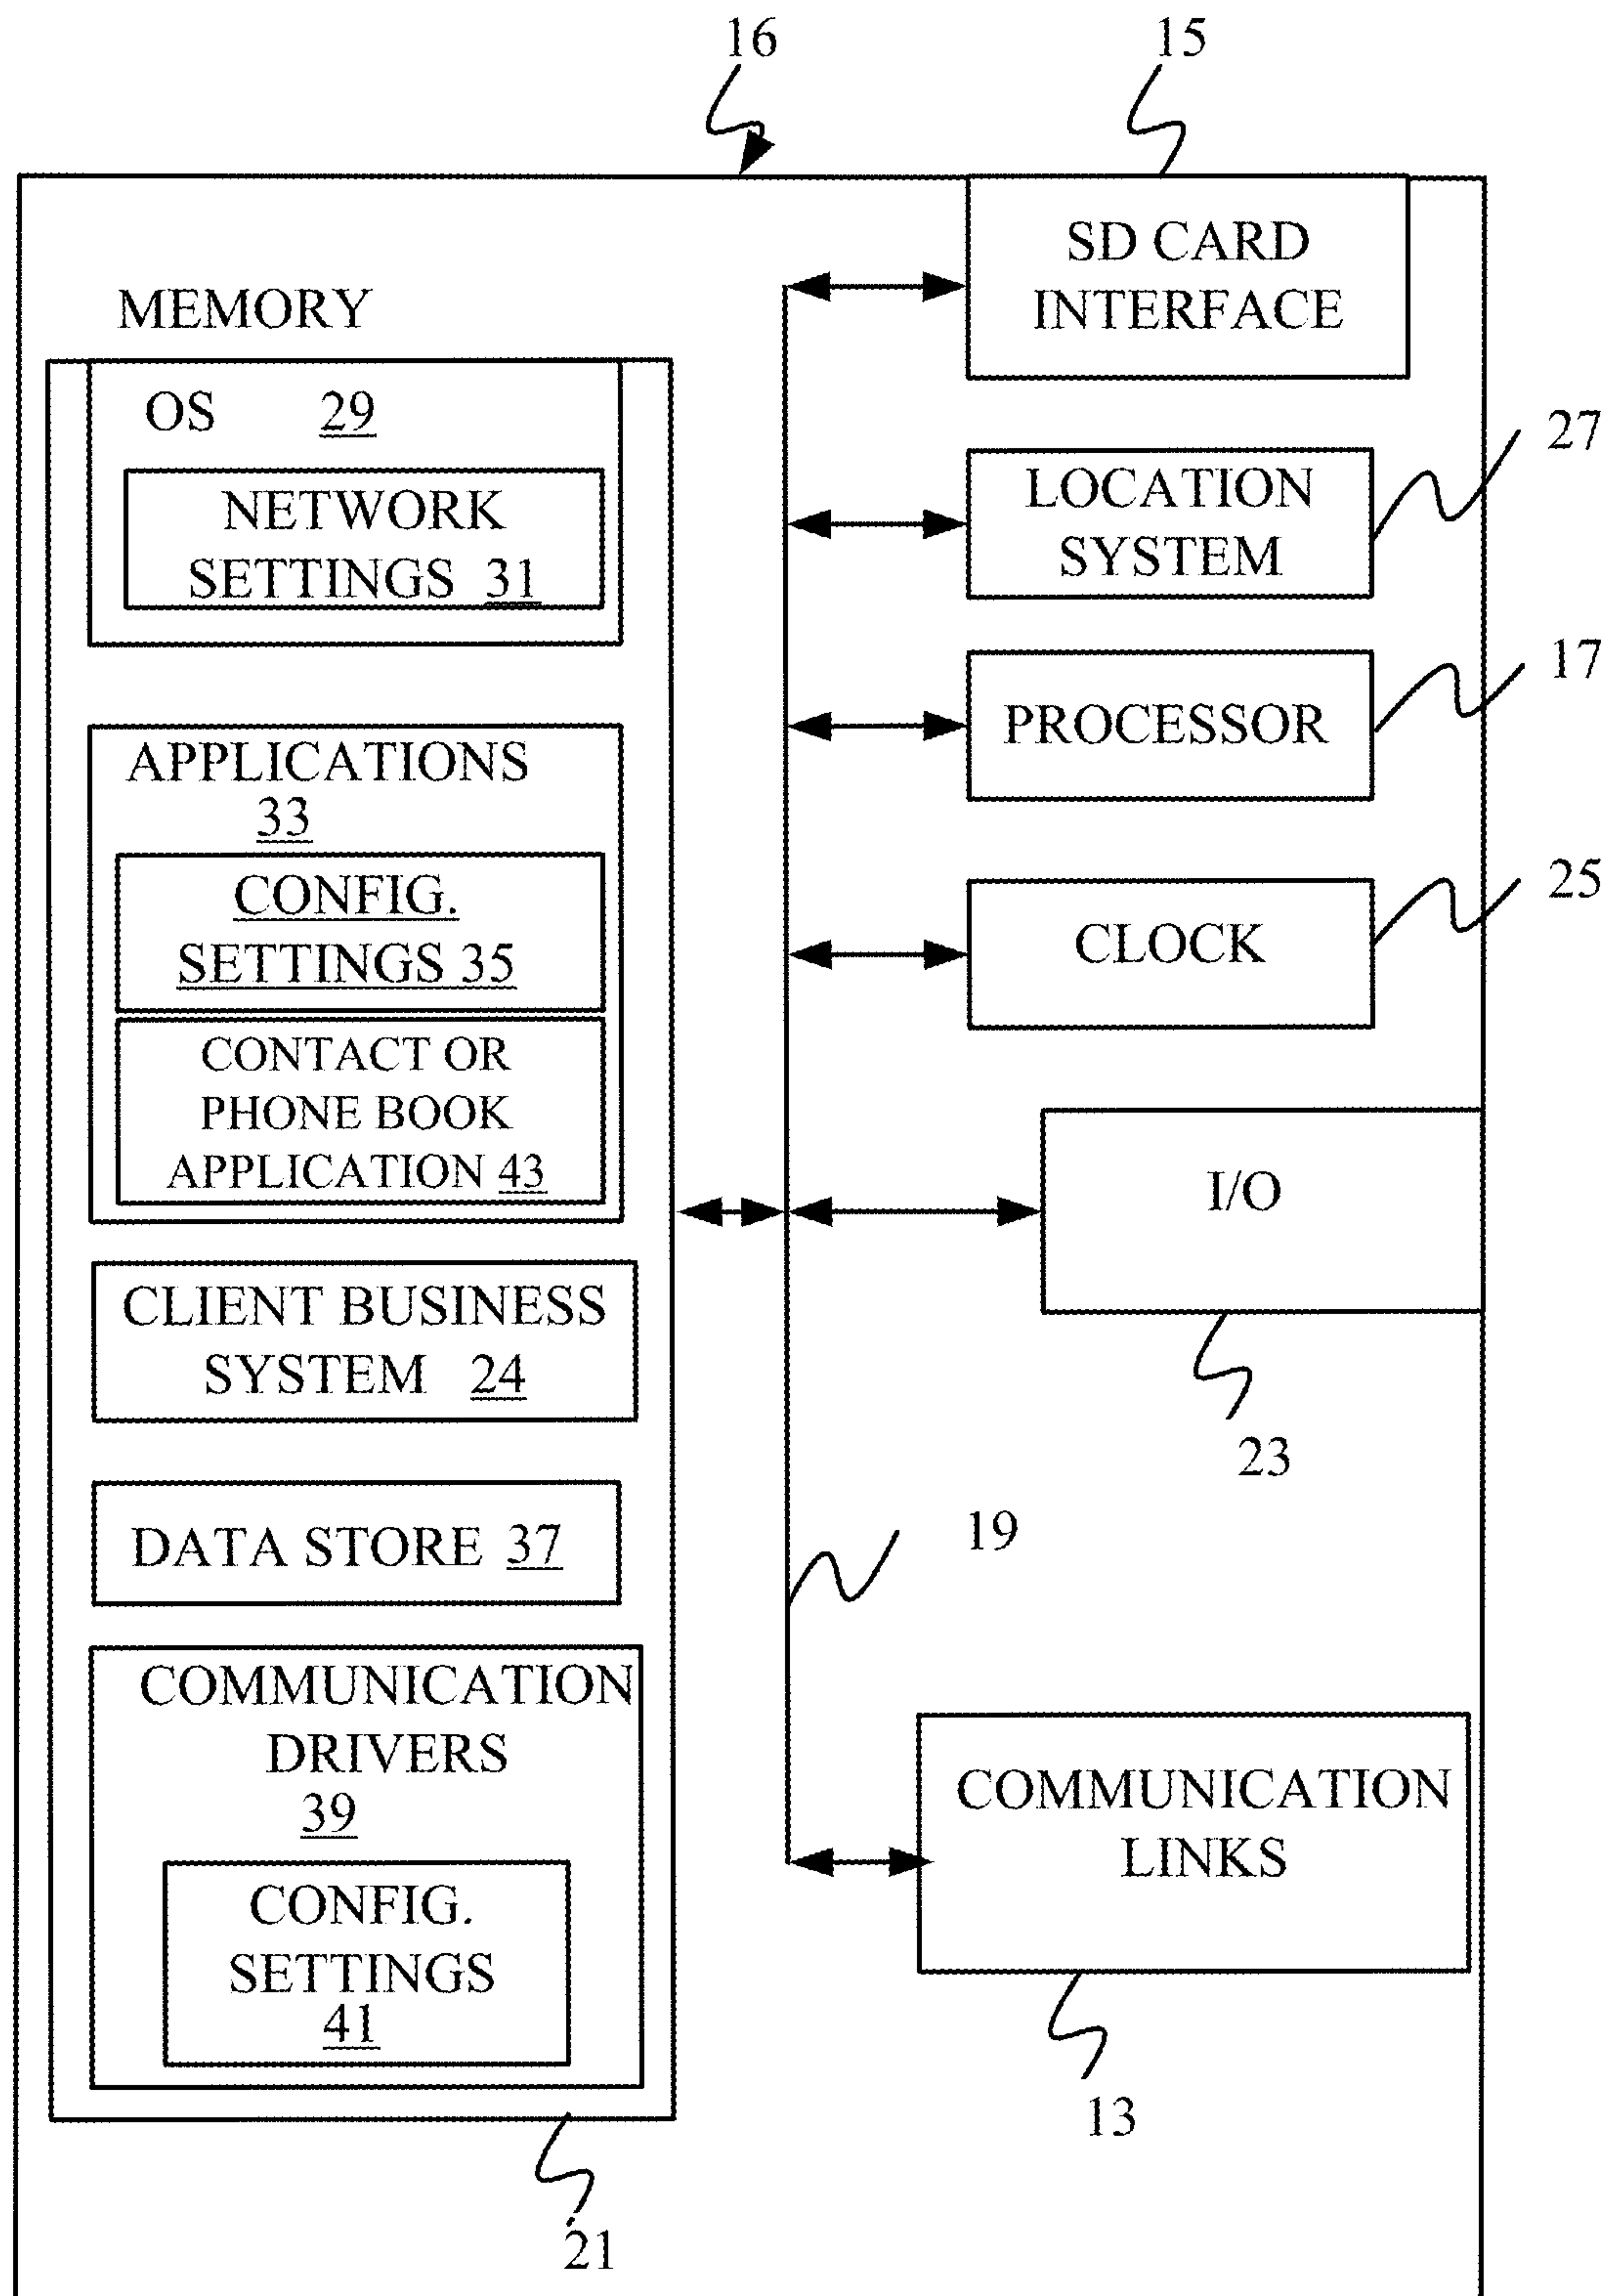 16
15
SD CARD
INTERFACE
MEMORY
OS 29
NETWORK
SETTINGS 31
27
LOCATION
SYSTEM
17
PROCESSOR
APPLICATIONS
33
CONFIG.
SETTINGS 35
25
CLOCK
CONTACT OR
PHONE BOOK
APPLICATION 43
I/O
23
CLIENT BUSINESS
SYSTEM 24
19
DATA STORE 37
COMMUNICATION
DRIVERS
39
CONFIG.
SETTINGS
41
COMMUNICATION
LINKS
13
21